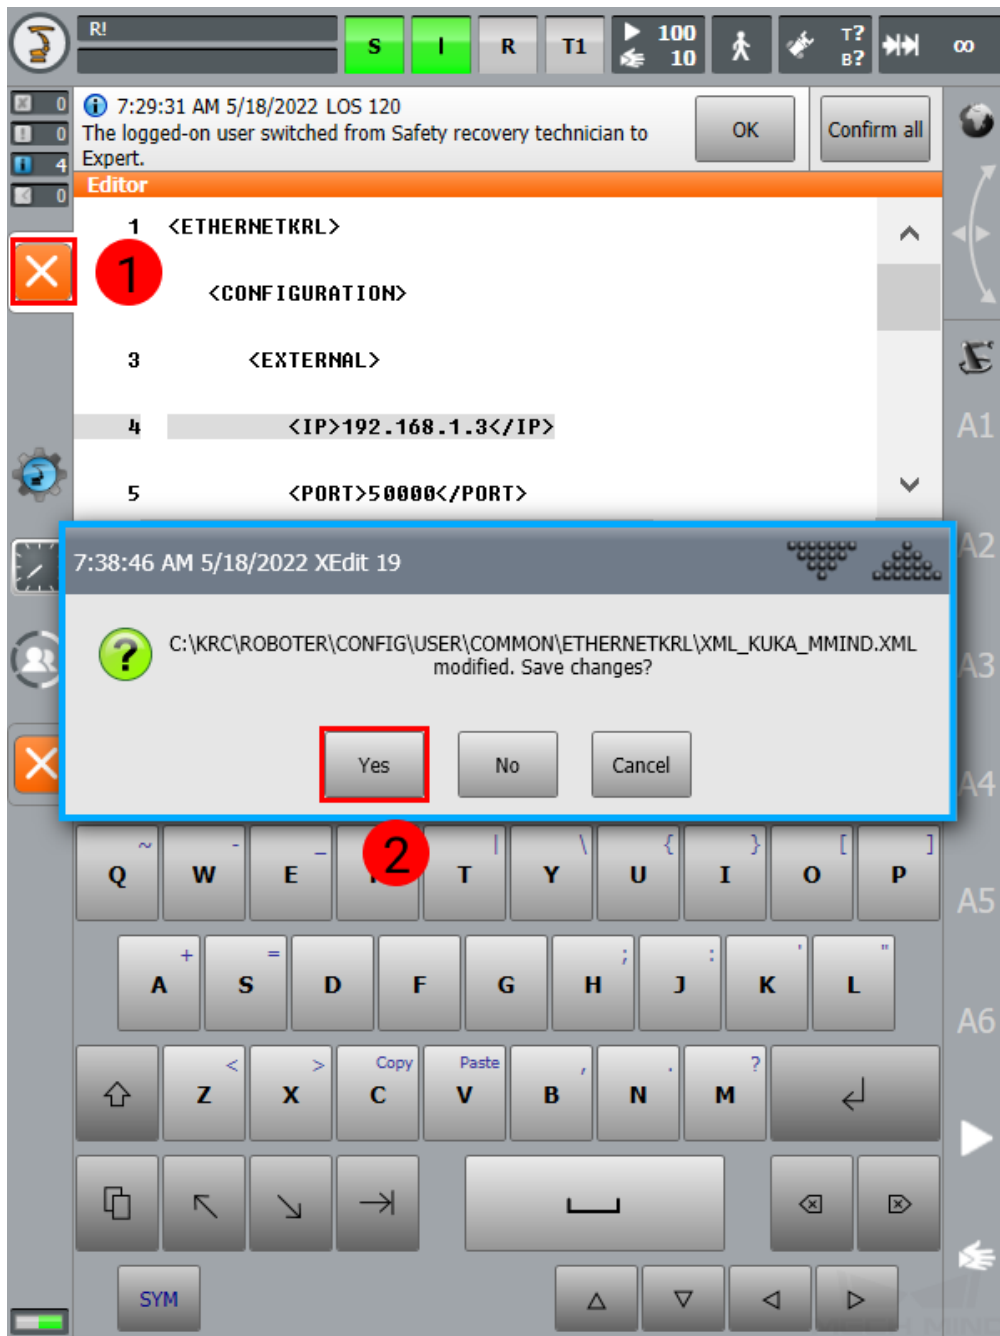 R!
S I R T1 100 10 T? B? ∞
0
0
4
0
7:29:31 AM 5/18/2022 LOS 120
The logged-on user switched from Safety recovery technician to
Expert.
OK
Confirm all
Editor
1 <ETHERNETKRL>
1
<CONFIGURATION>
3 <EXTERNAL>
4 <IP>192.168.1.3</IP>
5 <PORT>50000</PORT>
A1
A2
A3
A4
A5
A6
7:38:46 AM 5/18/2022 XEdit 19
C:\KRC\ROBOTER\CONFIG\USER\COMMON\ETHERNETKRL\XML_KUKA_MMIND.XML
modified. Save changes?
Yes No Cancel
2
~ - _ | \ { } [ ]
Q W E T Y U I O P
+ = ; : ' "
A S D F G H J K L
< > Copy Paste , . ?
Z X C V B N M
SYM